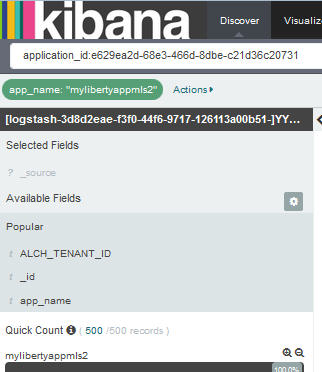 kibana
Discover
Visualiz
application_id:e629ea2d-68e3-466d-8dbe-c21d36c20731
app_name: "mylibertyappmls2"
Actions
[logstash-3d8d2eae-f3f0-44f6-9717-126113a00b51-]YY...
Selected Fields
? _source
Available Fields
Popular
t ALCH_TENANT_ID
t _id
t app_name
Quick Count ( 500 /500 records )
mylibertyappmls2
100.0%